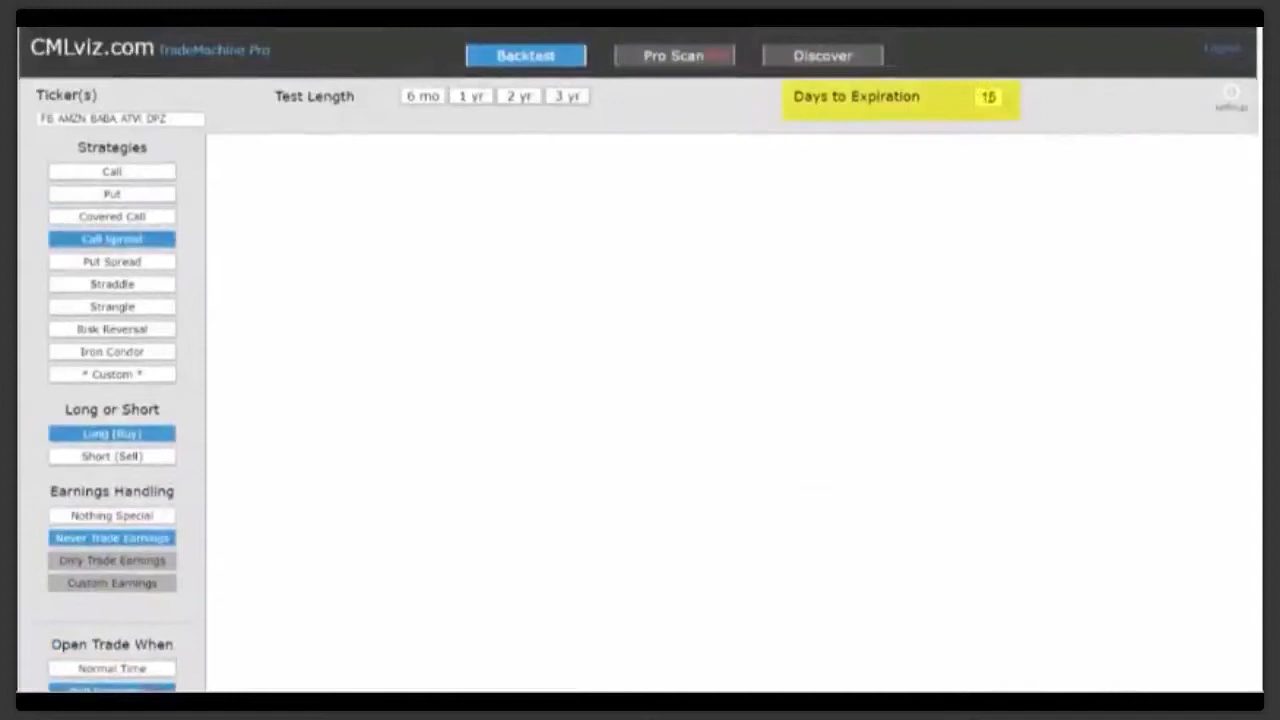 CMLviz.com TradeMachine Pro Backtest Pro Scan Discover Logout
Ticker(s) Test Length 6 mo 1 yr 2 yr 3 yr Days to Expiration 15
FB, AMZN, BABA, ATVI, DPZ settings
Strategies
Call
Put
Covered Call
Call Spread
Put Spread
Straddle
Strangle
Risk Reversal
Iron Condor
* Custom *
Long or Short
Long (Buy)
Short (Sell)
Earnings Handling
Nothing Special
Never Trade Earnings
Only Trade Earnings
Custom Earnings
Open Trade When
Normal Time